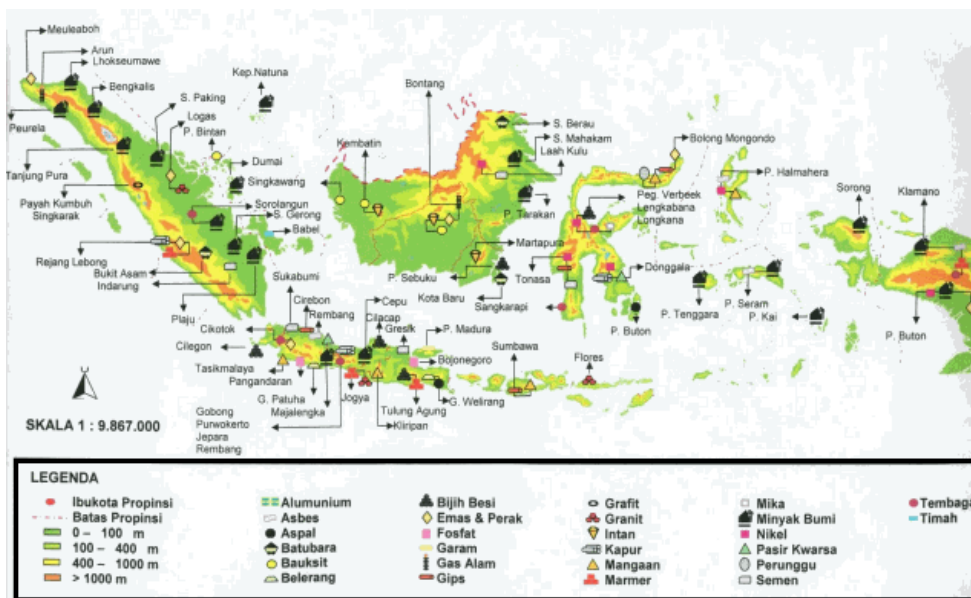 Meuleaboh
Arun
Lhokseumawe
Bengkalis
Kep.Natuna
S. Paking
Logas
P. Bintan
Peurela
Tanjung Pura
Payah Kumbuh
Singkarak
Dumai
Singkawang
Kembatin
Bontang
S. Berau
S. Mahakam
Laah Kulu
Bolong Mongondo
P. Halmahera
Sorong
Klamano
Sorolangun
S. Gerong
Babel
P. Tarakan
Peg. Verbeek
Lengkabana
Longkana
Rejang Lebong
Bukit Asam
Indarung
Plaju
Sukabumi
Cirebon
Rembang
Cepu
Cilacap
Gresik
P. Madura
P. Sebuku
Kota Baru
Martapura
Tonasa
Sangkarapi
Donggala
P. Buton
P. Tenggara
P. Seram
P. Kai
P. Buton
Cikotok
Cilegon
Tasikmalaya
Pangandaran
G. Patuha
Majalengka
Jogya
Bojonegoro
Sumbawa
Flores
Tulung Agung
Kliripan
G. Welirang
Gobong
Purwokerto
Jepara
Rembang
SKALA 1 : 9.867.000
LEGENDA
Ibukota Propinsi
Batas Propinsi
0 – 100 m
100 – 400 m
400 – 1000 m
> 1000 m
Alumunium
Asbes
Aspal
Batubara
Bauksit
Belerang
Bijih Besi
Emas & Perak
Fosfat
Garam
Gas Alam
Gips
Grafit
Granit
Intan
Kapur
Mangaan
Marmer
Mika
Minyak Bumi
Nikel
Pasir Kwarsa
Perunggu
Semen
Tembaga
Timah